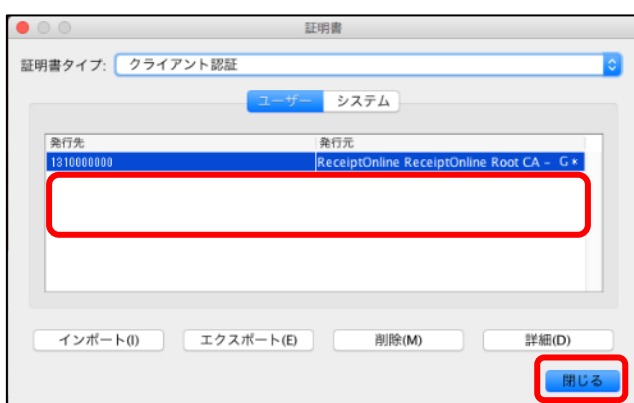 証明書
証明書タイプ: クライアント認証
ユーザー システム
発行先 発行元
1310000000 ReceiptOnline ReceiptOnline Root CA – G*
インポート(I) エクスポート(E) 削除(M) 詳細(D)
閉じる